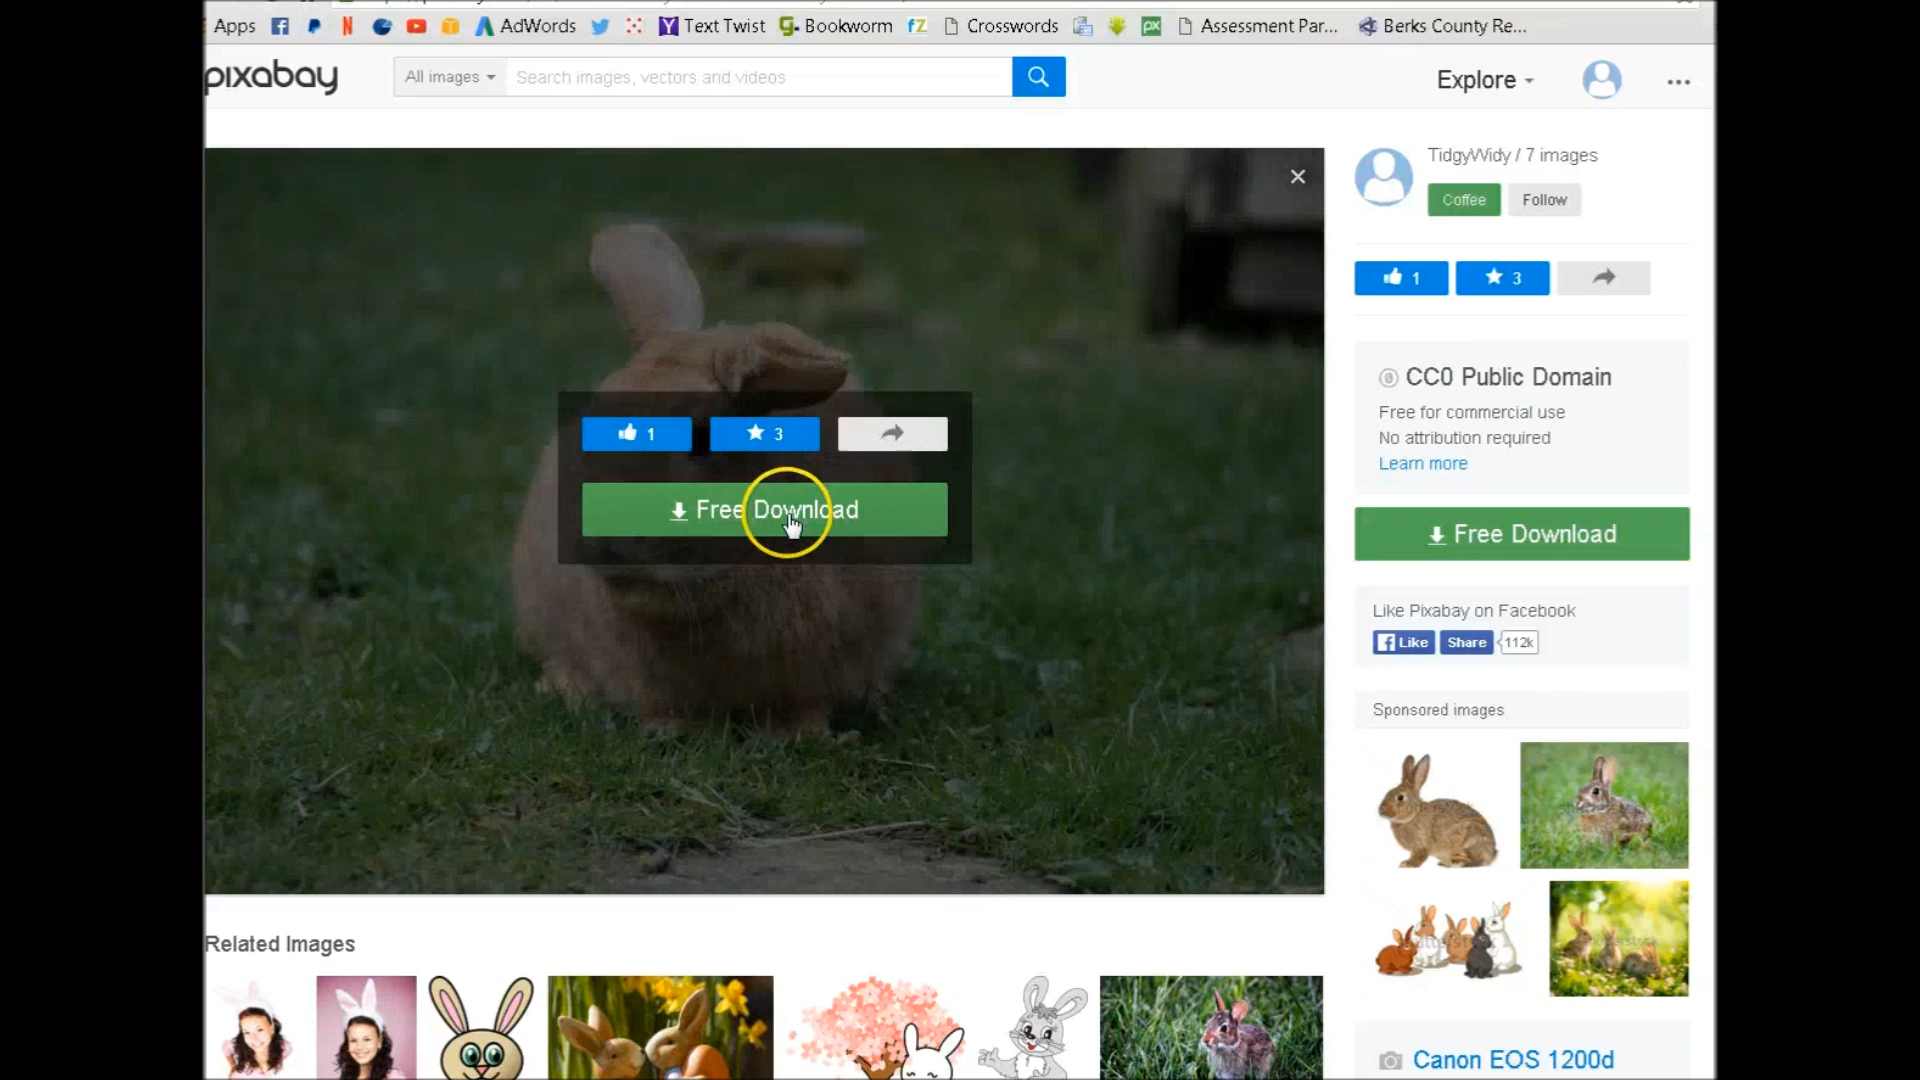 Apps AdWords Text Twist Bookworm Crosswords Assessment Par... Berks County Re...
pixabay All images Search images, vectors and videos Explore
TidgyWidy / 7 images
Coffee Follow
1 3
CC0 Public Domain
Free for commercial use
No attribution required
Learn more
1 3
Free Download
Free Download
Like Pixabay on Facebook
Like Share 112k
Sponsored images
Related Images
Canon EOS 1200d